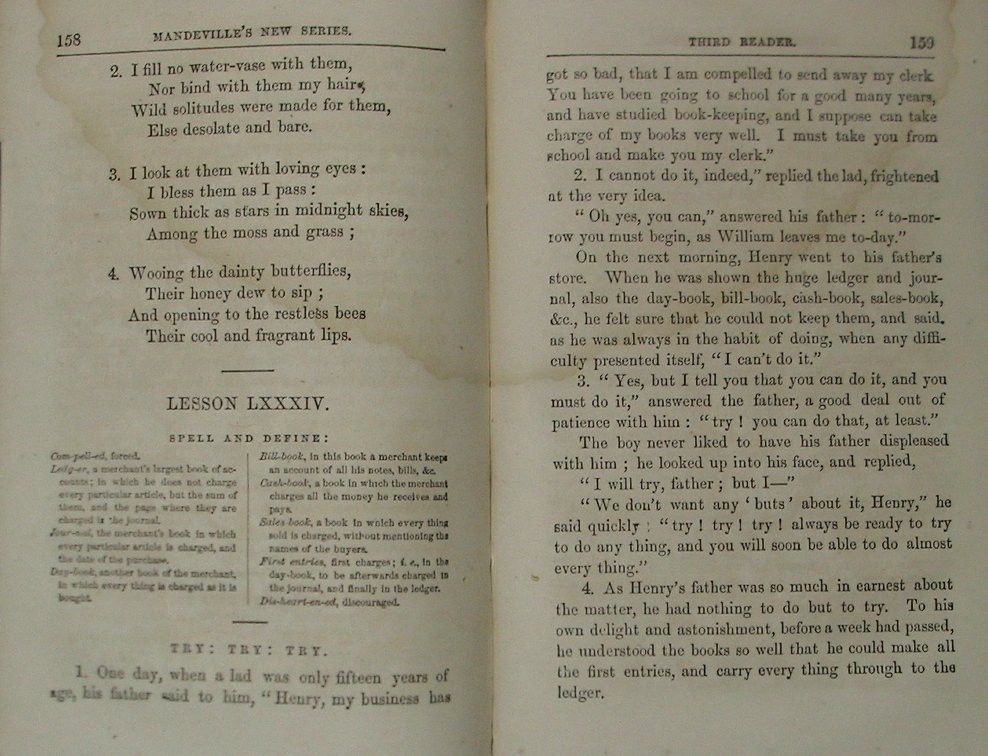 158 MANDEVILLE'S NEW SERIES.
2. I fill no water-vase with them,
Nor bind with them my hair;
Wild solitudes were made for them,
Else desolate and bare.
3. I look at them with loving eyes :
I bless them as I pass :
Sown thick as stars in midnight skies,
Among the moss and grass ;
4. Wooing the dainty butterflies,
Their honey dew to sip ;
And opening to the restless bees
Their cool and fragrant lips.
LESSON LXXXIV.
SPELL AND DEFINE:
Com-pell-ed, forced.
Ledg-er, a merchant's largest book of ac-
counts; in which he does not charge
every particular article, but the sum of
them, and the page where they are
charged in the journal.
Jour-nal, the merchant's book in which
every particular article is charged, and
the date of the purchase.
Day-book, another book of the merchant,
in which every thing is charged as it is
bought.
Bill-book, in this book a merchant keeps
an account of all his notes, bills, &c.
Cash-book, a book in which the merchant
charges all the money he receives and
pays.
Sales book, a book in which every thing
sold is charged, without mentioning the
names of the buyers.
First entries, first charges; i. e., in the
day-book, to be afterwards charged in
the journal, and finally in the ledger.
Dis-heart-en-ed, discouraged.
TRY: TRY: TRY.
1. One day, when a lad was only fifteen years of
age, his father said to him, "Henry, my business has
THIRD READER. 159
got so bad, that I am compelled to send away my clerk
You have been going to school for a good many years,
and have studied book-keeping, and I suppose can take
charge of my books very well. I must take you from
school and make you my clerk."
2. I cannot do it, indeed," replied the lad, frightened
at the very idea.
" Oh yes, you can," answered his father : " to-mor-
row you must begin, as William leaves me to-day."
On the next morning, Henry went to his father's
store. When he was shown the huge ledger and jour-
nal, also the day-book, bill-book, cash-book, sales-book,
&c., he felt sure that he could not keep them, and said.
as he was always in the habit of doing, when any diffi-
culty presented itself, " I can't do it."
3. " Yes, but I tell you that you can do it, and you
must do it," answered the father, a good deal out of
patience with him : " try ! you can do that, at least."
The boy never liked to have his father displeased
with him ; he looked up into his face, and replied,
" I will try, father ; but I—"
" We don't want any ' buts' about it, Henry," he
said quickly : " try ! try ! try ! always be ready to try
to do any thing, and you will soon be able to do almost
every thing."
4. As Henry's father was so much in earnest about
the matter, he had nothing to do but to try. To his
own delight and astonishment, before a week had passed,
he understood the books so well that he could make all
the first entries, and carry every thing through to the
ledger.